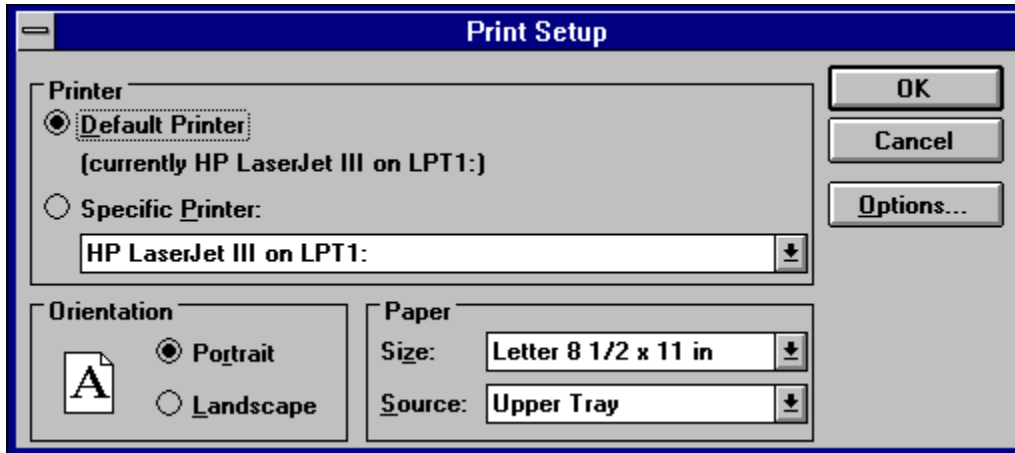 Print Setup
Printer
Default Printer
(currently HP LaserJet III on LPT1:)
Specific Printer:
HP LaserJet III on LPT1:
OK
Cancel
Options...
Orientation
A
Portrait
Landscape
Paper
Size: Letter 8 1/2 x 11 in
Source: Upper Tray